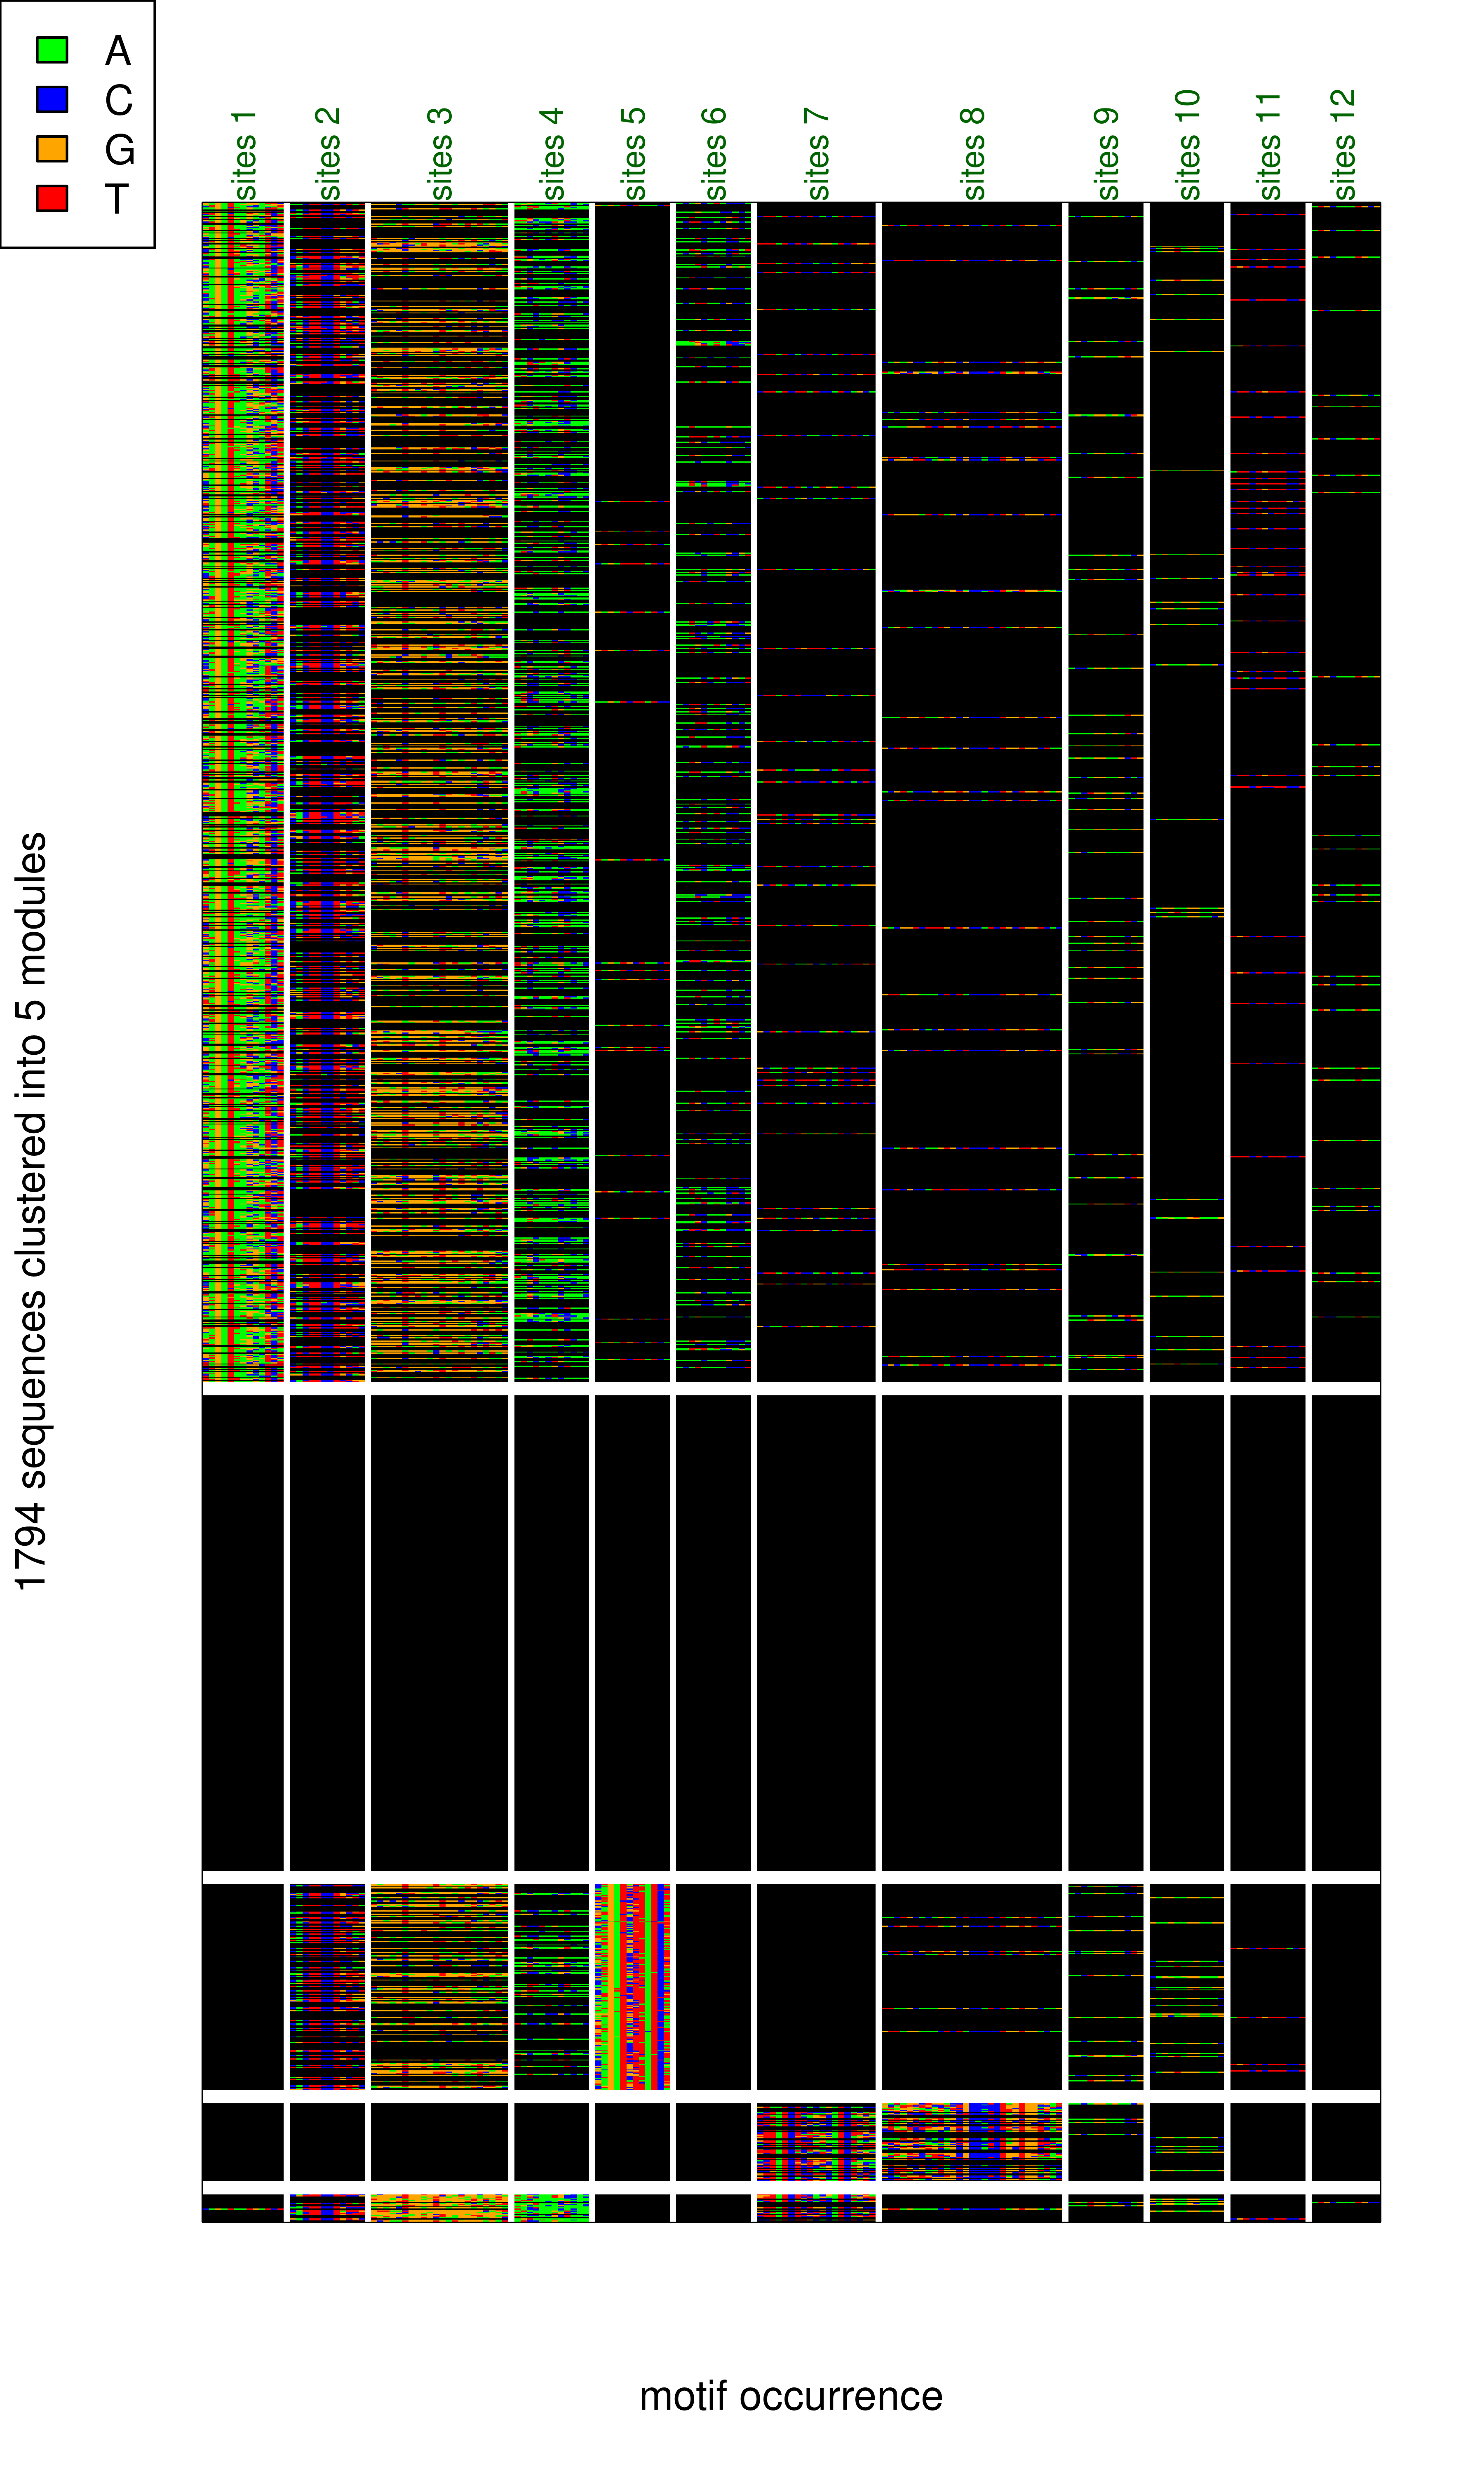 A
C
G
T
sites 1
sites 2
sites 3
sites 4
sites 5
sites 6
sites 7
sites 8
sites 9
sites 10
sites 11
sites 12
1794 sequences clustered into 5 modules
motif occurrence